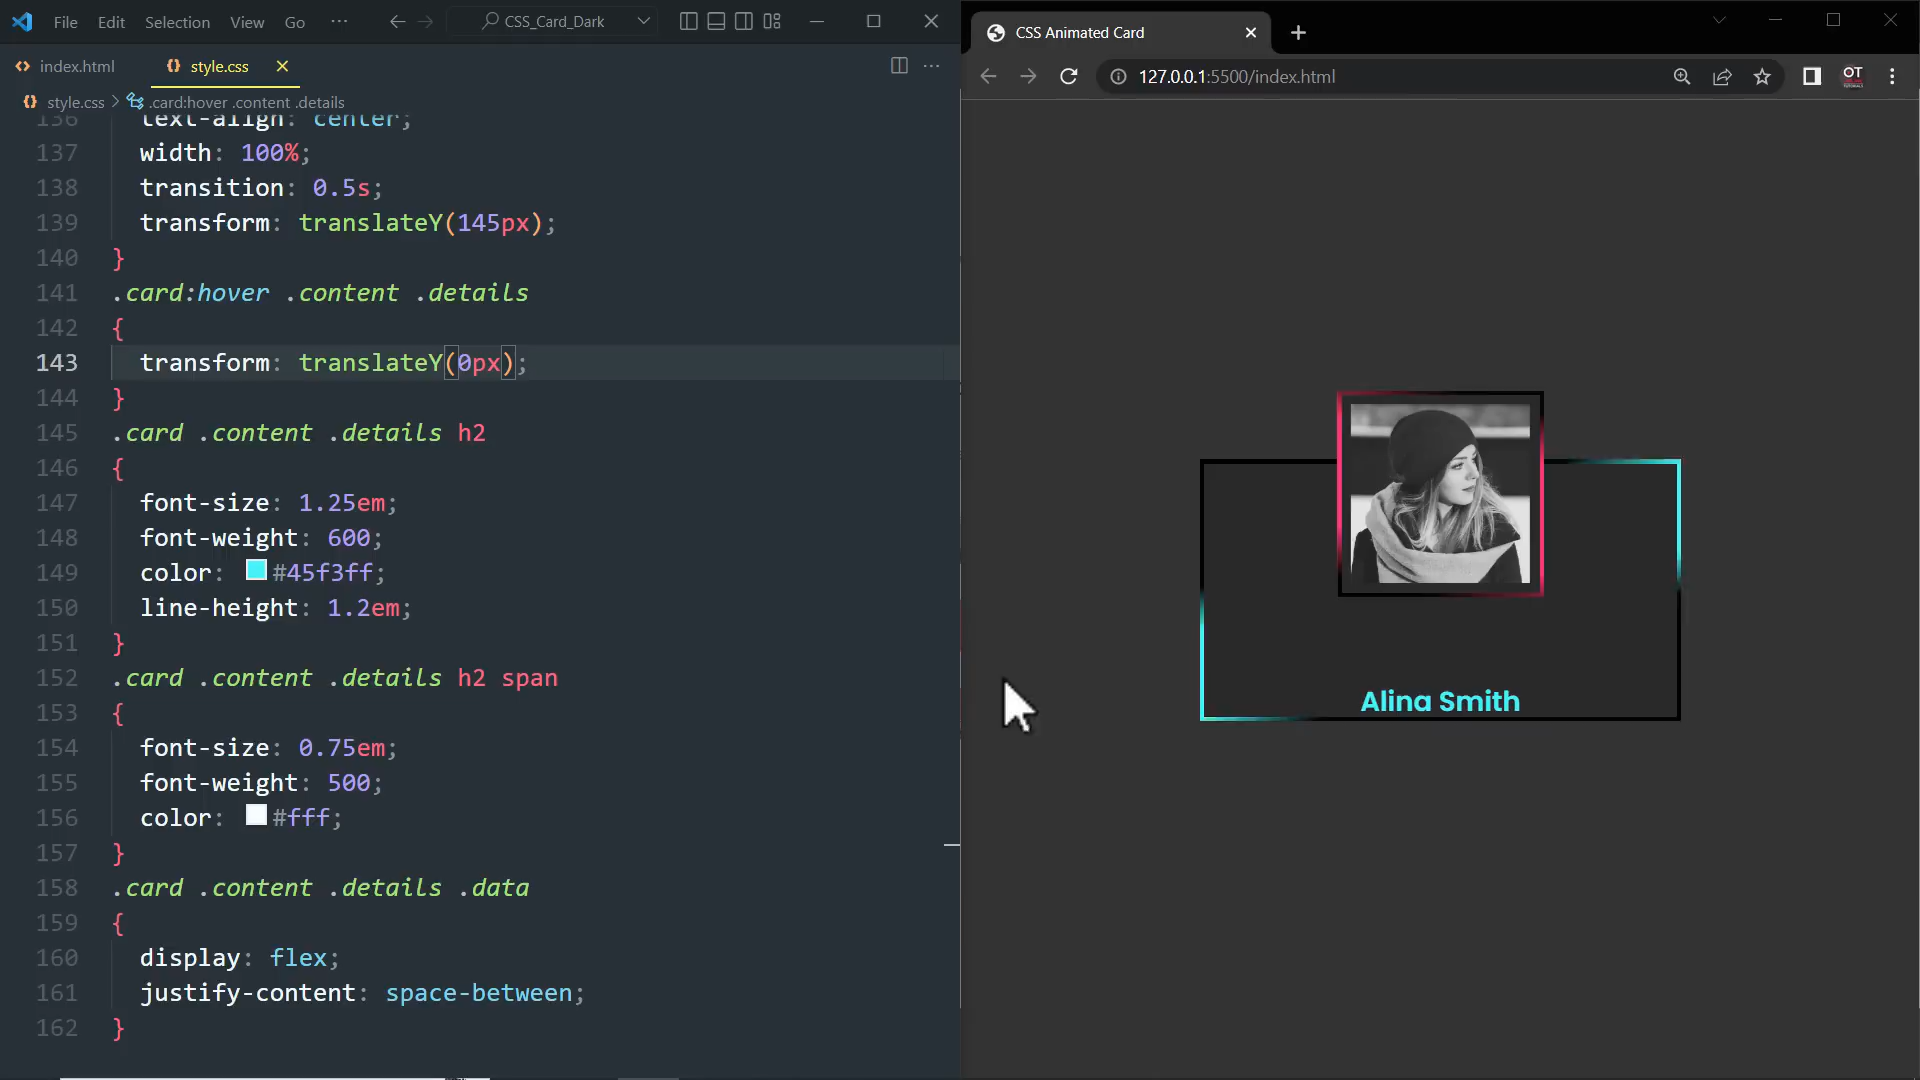 File Edit Selection View Go ··· CSS_Card_Dark
index.html style.css
style.css > .card:hover .content .details
136 text-align: center;
137 width: 100%;
138 transition: 0.5s;
139 transform: translateY(145px);
140 }
141 .card:hover .content .details
142 {
143 transform: translateY(0px);
144 }
145 .card .content .details h2
146 {
147 font-size: 1.25em;
148 font-weight: 600;
149 color: #45f3ff;
150 line-height: 1.2em;
151 }
152 .card .content .details h2 span
153 {
154 font-size: 0.75em;
155 font-weight: 500;
156 color: #fff;
157 }
158 .card .content .details .data
159 {
160 display: flex;
161 justify-content: space-between;
162 }
CSS Animated Card
127.0.0.1:5500/index.html
OT
Alina Smith